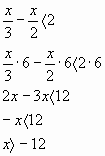 x/3 − x/2 ⟨2
x/3 · 6 − x/2 · 6⟨2 · 6
2x − 3x⟨12
− x⟨12
x⟩ − 12